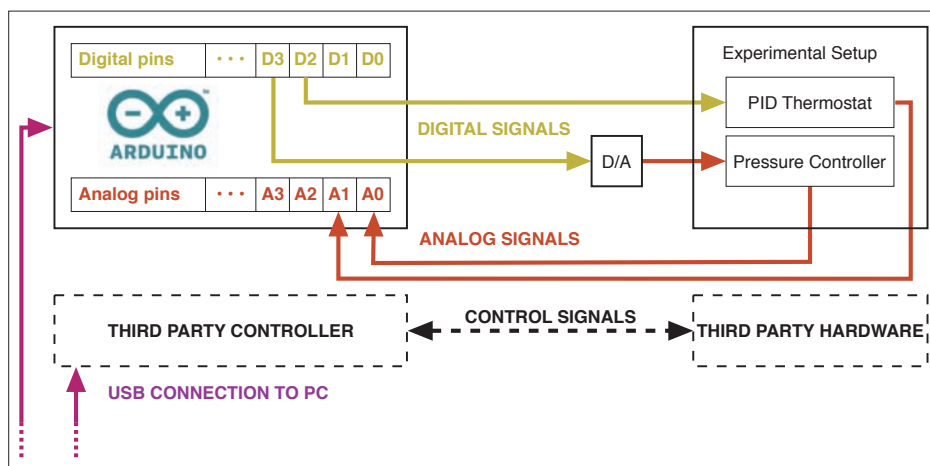 Digital pins ··· D3 D2 D1 D0
Experimental Setup
PID Thermostat
ARDUINO
DIGITAL SIGNALS
D/A
Pressure Controller
Analog pins ··· A3 A2 A1 A0
ANALOG SIGNALS
THIRD PARTY CONTROLLER
CONTROL SIGNALS
THIRD PARTY HARDWARE
USB CONNECTION TO PC